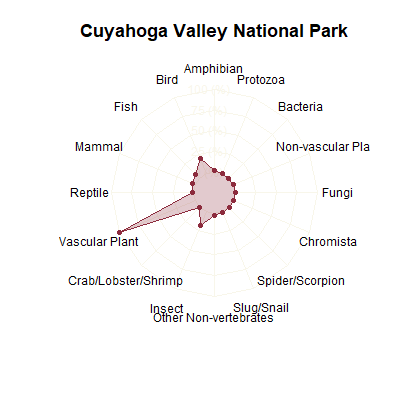 Cuyahoga Valley National Park
Amphibian
Bird
Protozoa
100 (%)
Fish
Bacteria
Mammal
Non-vascular Pla
Reptile
Fungi
Vascular Plant
Chromista
Crab/Lobster/Shrimp
Spider/Scorpion
Insect
Slug/Snail
Other Non-vertebrates